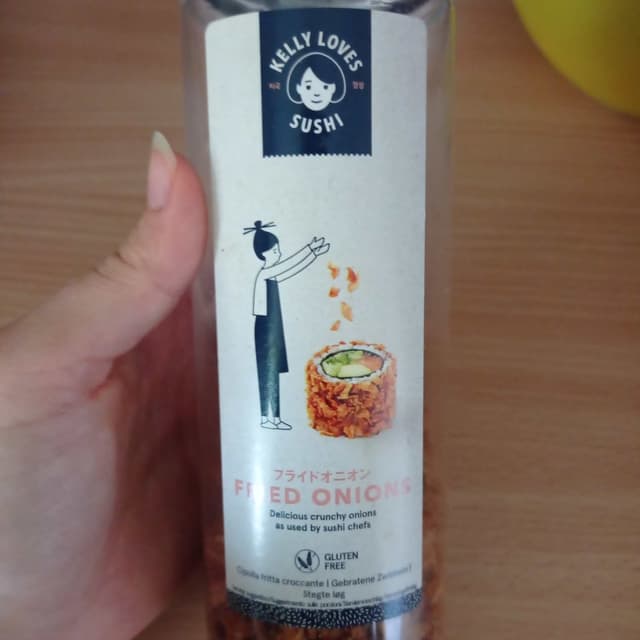 KELLY LOVES
SUSHI
フライドオニオン
FRIED ONIONS
Delicious crunchy onions
as used by sushi chefs
GLUTEN
FREE
Cipolla fritta croccante | Gebratene Zwiebeln |
Stegte løg